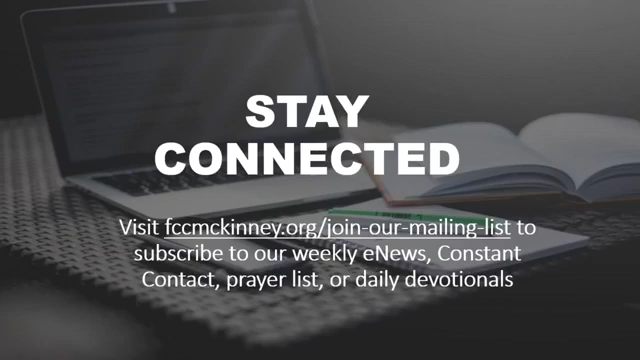 STAY
CONNECTED
Visit fccmckinney.org/join-our-mailing-list to
subscribe to our weekly eNews, Constant
Contact, prayer list, or daily devotionals